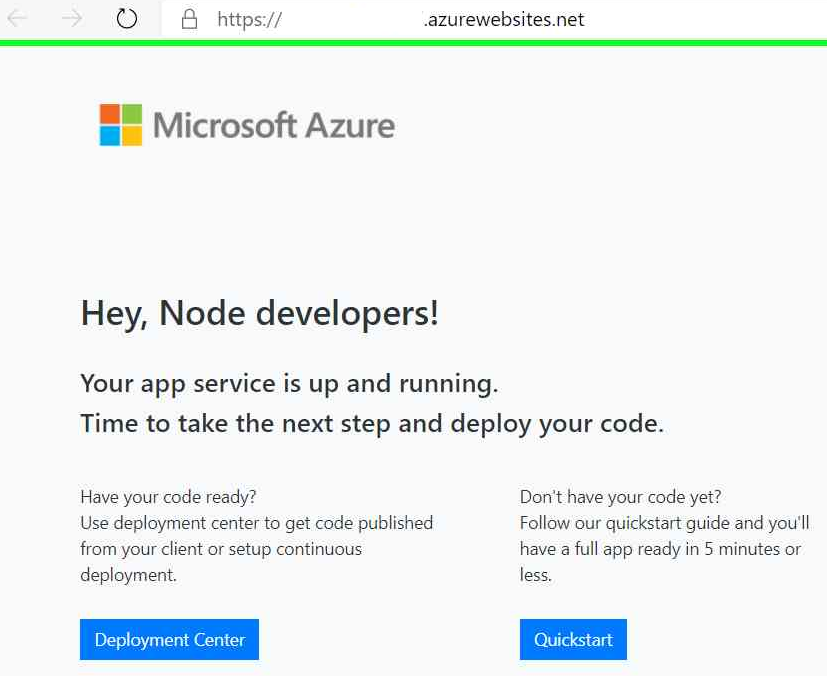 https:// .azurewebsites.net
Microsoft Azure
Hey, Node developers!
Your app service is up and running.
Time to take the next step and deploy your code.
Have your code ready?
Use deployment center to get code published
from your client or setup continuous
deployment.
Deployment Center
Don't have your code yet?
Follow our quickstart guide and you'll
have a full app ready in 5 minutes or
less.
Quickstart